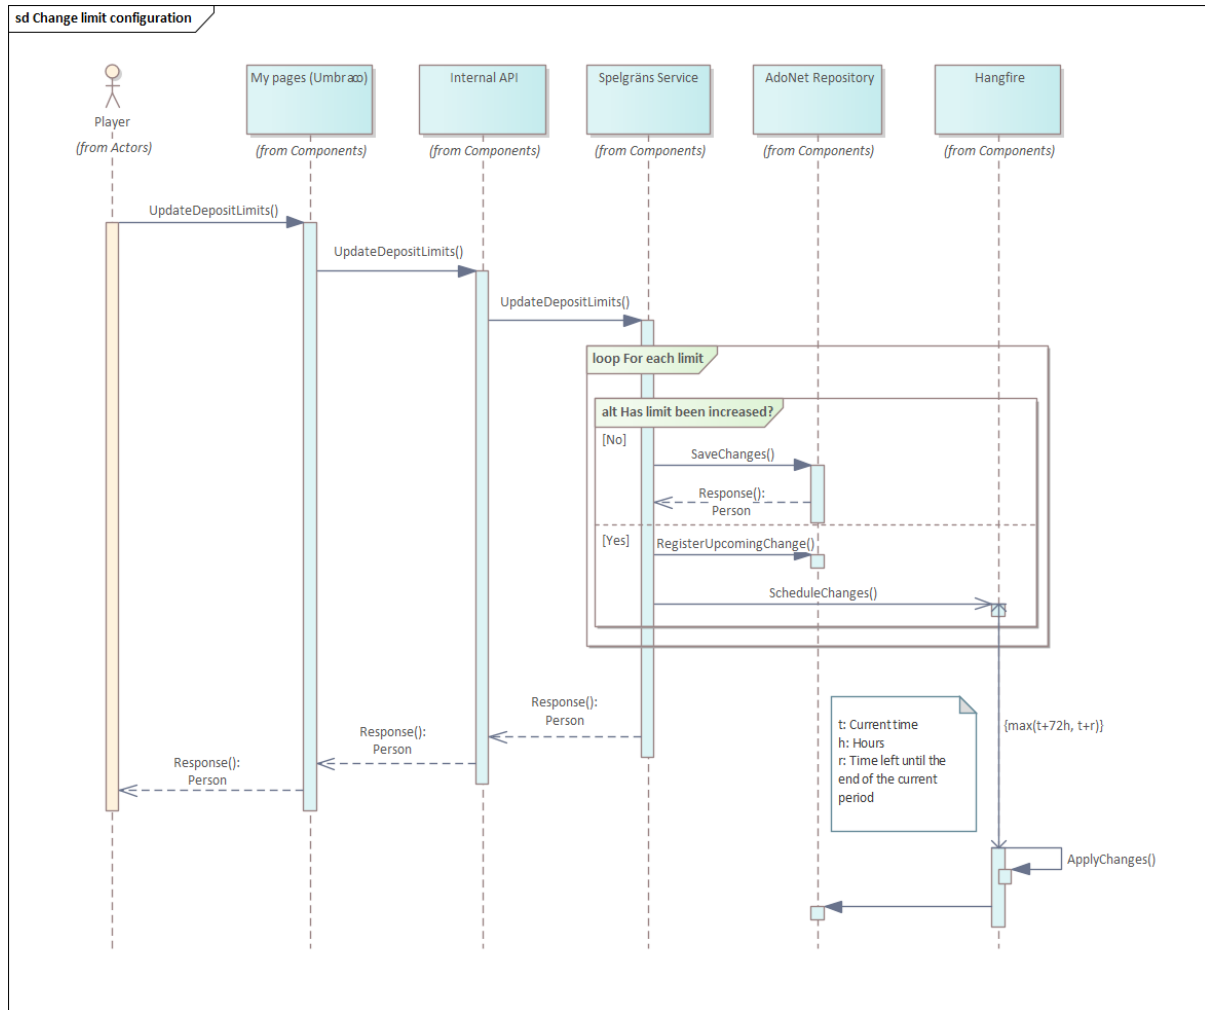 sd Change limit configuration
Player
(from Actors)
My pages (Umbraco)
(from Components)
Internal API
(from Components)
Spelgräns Service
(from Components)
AdoNet Repository
(from Components)
Hangfire
(from Components)
UpdateDepositLimits()
UpdateDepositLimits()
UpdateDepositLimits()
loop For each limit
alt Has limit been increased?
[No]
SaveChanges()
Response():
Person
[Yes]
RegisterUpcomingChange()
ScheduleChanges()
Response():
Person
Response():
Person
Response():
Person
t: Current time
h: Hours
r: Time left until the
end of the current
period
{max(t+72h, t+r)}
ApplyChanges()